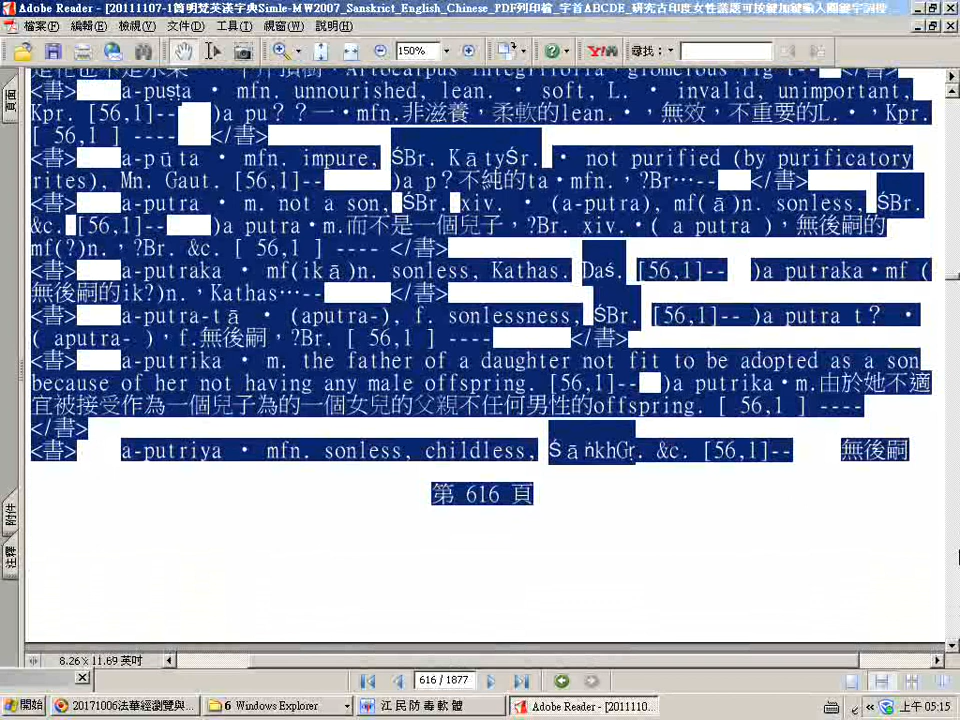 Adobe Reader - [20111107-1簡明梵英漢字典Simle-MW2007_Sanskrict_English_Chinese_PDF列印檔_字首ABCDE_研究古印度女性議題可按
檔案(F) 編輯(E) 檢視(V) 文件(D) 工具(T) 視窗(W) 說明(H)
150% Y! 尋找：
頁面
<書> a-puṣṭa • mfn. unnourished, lean. • soft, L. • invalid, unimportant,
Kpr. [56,1]-- )a pu？？一•mfn.非滋養，柔軟的lean.•，無效，不重要的L.•，Kpr.
[ 56,1 ] ---- </書>
<書> a-pūta • mfn. impure, ŚBr. KātyŚr. • not purified (by purificatory
rites), Mn. Gaut. [56,1]-- )a p？不純的ta•mfn.，?Br…-- </書>
<書> a-putra • m. not a son, ŚBr. xiv. • (a-putra), mf(ā)n. sonless, ŚBr.
&c. [56,1]-- )a putra•m.而不是一個兒子，?Br. xiv.•( a putra )，無後嗣的
mf(?)n.，?Br. &c. [ 56,1 ] ---- </書>
<書> a-putraka • mf(ikā)n. sonless, Kathas. Daś. [56,1]-- )a putraka•mf (
無後嗣的ik?)n.，Kathas…-- </書>
<書> a-putra-tā • (aputra-), f. sonlessness, ŚBr. [56,1]-- )a putra t？ •
( aputra- )，f.無後嗣，?Br. [ 56,1 ] ---- </書>
<書> a-putrika • m. the father of a daughter not fit to be adopted as a son
because of her not having any male offspring. [56,1]-- )a putrika•m.由於她不適
宜被接受作為一個兒子為的一個女兒的父親不任何男性的offspring. [ 56,1 ] ----
</書>
<書> a-putriya • mfn. sonless, childless, ŚāṅkhGr. &c. [56,1]-- 無後嗣
第 616 頁
附件
注釋
8.26 x 11.69 英吋
616 / 1877
開始 20171006法華經瀏覽與... 6 Windows Explorer 江民防毒軟體 Adobe Reader - [2011110... 上午 05:15